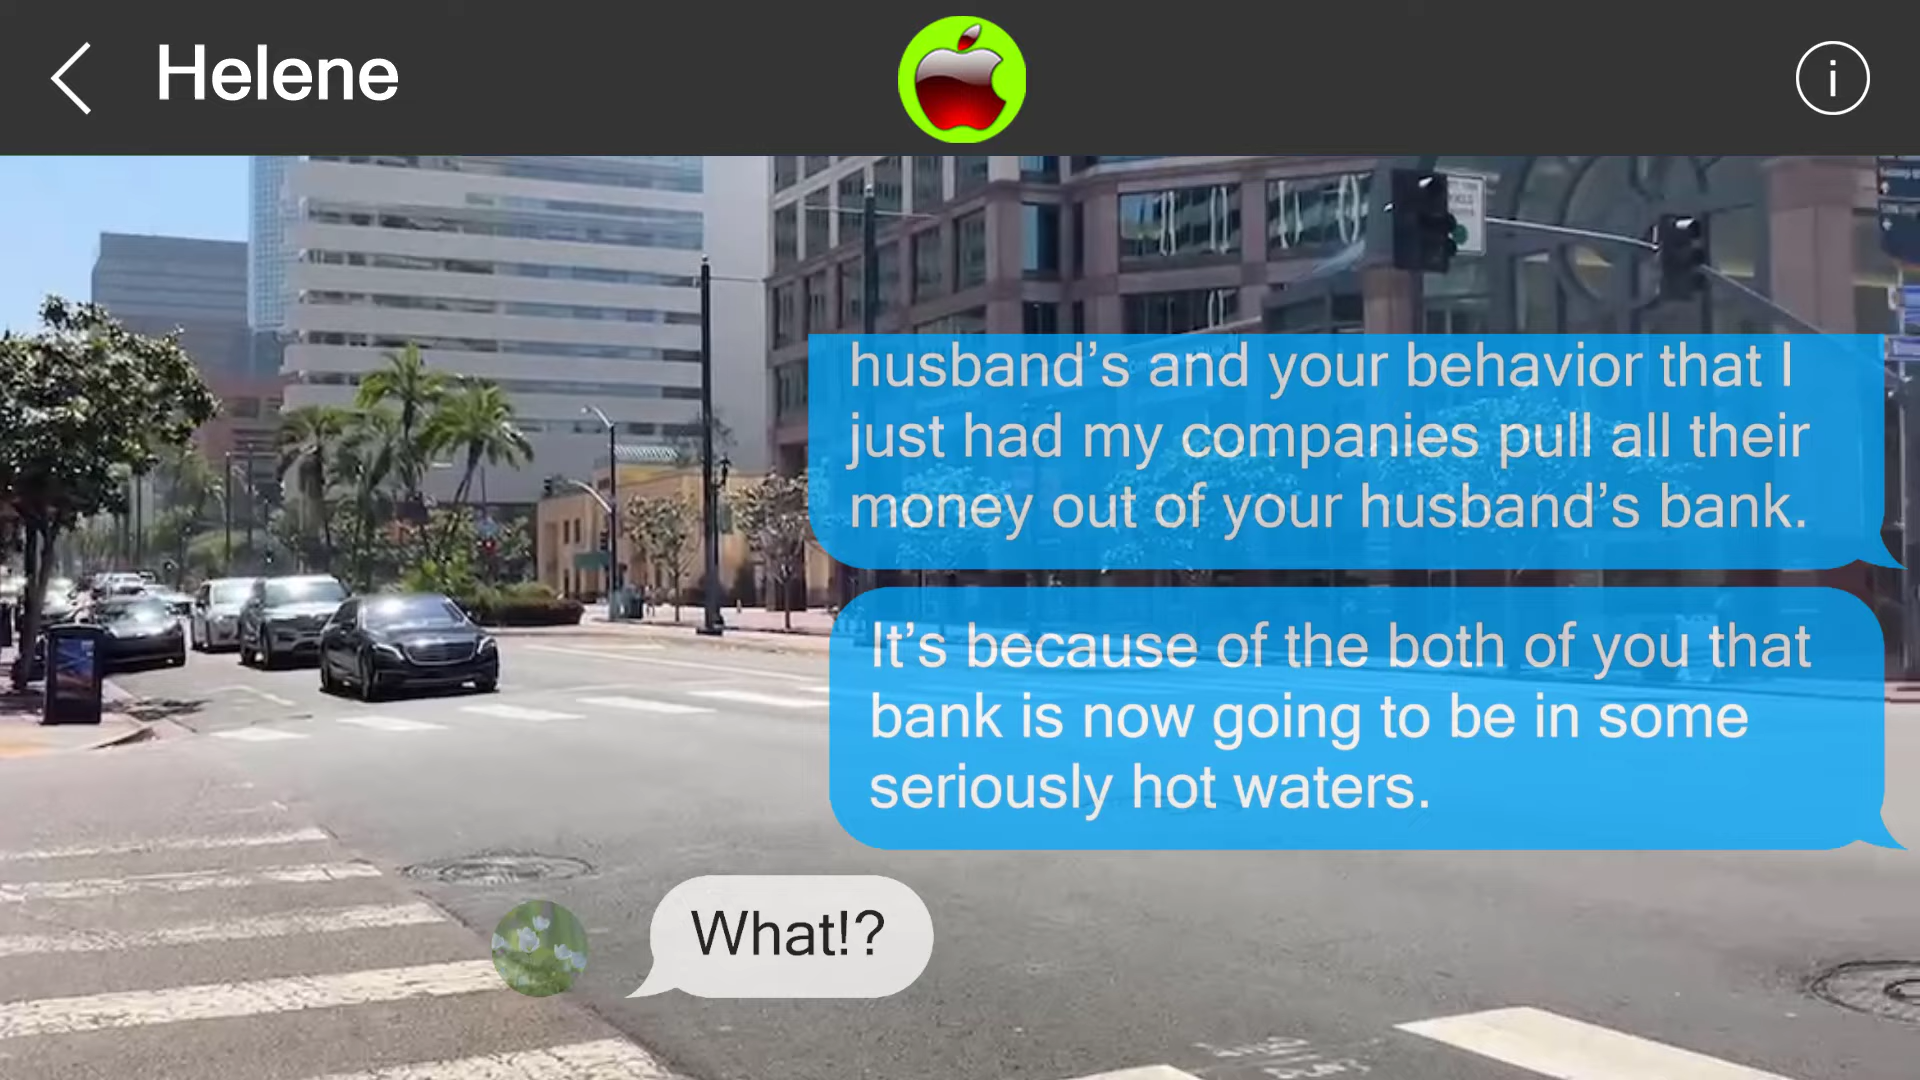 Helene
husband’s and your behavior that I
just had my companies pull all their
money out of your husband’s bank.
It’s because of the both of you that
bank is now going to be in some
seriously hot waters.
What!?